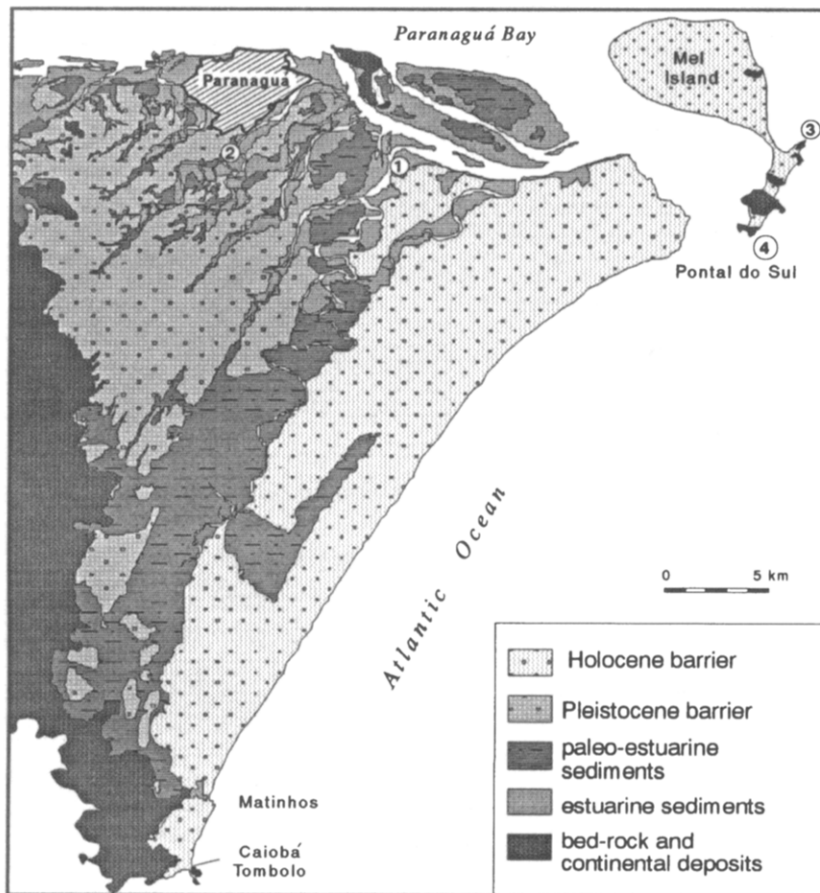 Paranaguá Bay
Mel
Island
Paranaguá
3
2
1
4
Pontal do Sul
0 5 km
Atlantic Ocean
Holocene barrier
Pleistocene barrier
paleo-estuarine
sediments
estuarine sediments
bed-rock and
continental deposits
Matinhos
Caiobá
Tombolo